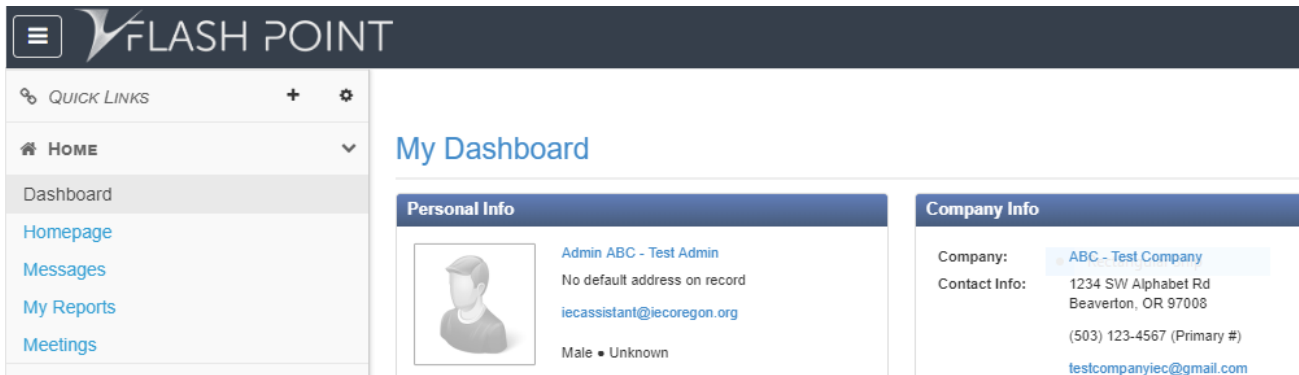 FLASH POINT
QUICK LINKS
HOME
Dashboard
Homepage
Messages
My Reports
Meetings
My Dashboard
Personal Info
Admin ABC - Test Admin
No default address on record
iecassistant@iecoregon.org
Male ● Unknown
Company Info
Company: ABC - Test Company
Contact Info: 1234 SW Alphabet Rd
Beaverton, OR 97008
(503) 123-4567 (Primary #)
testcompanyiec@gmail.com